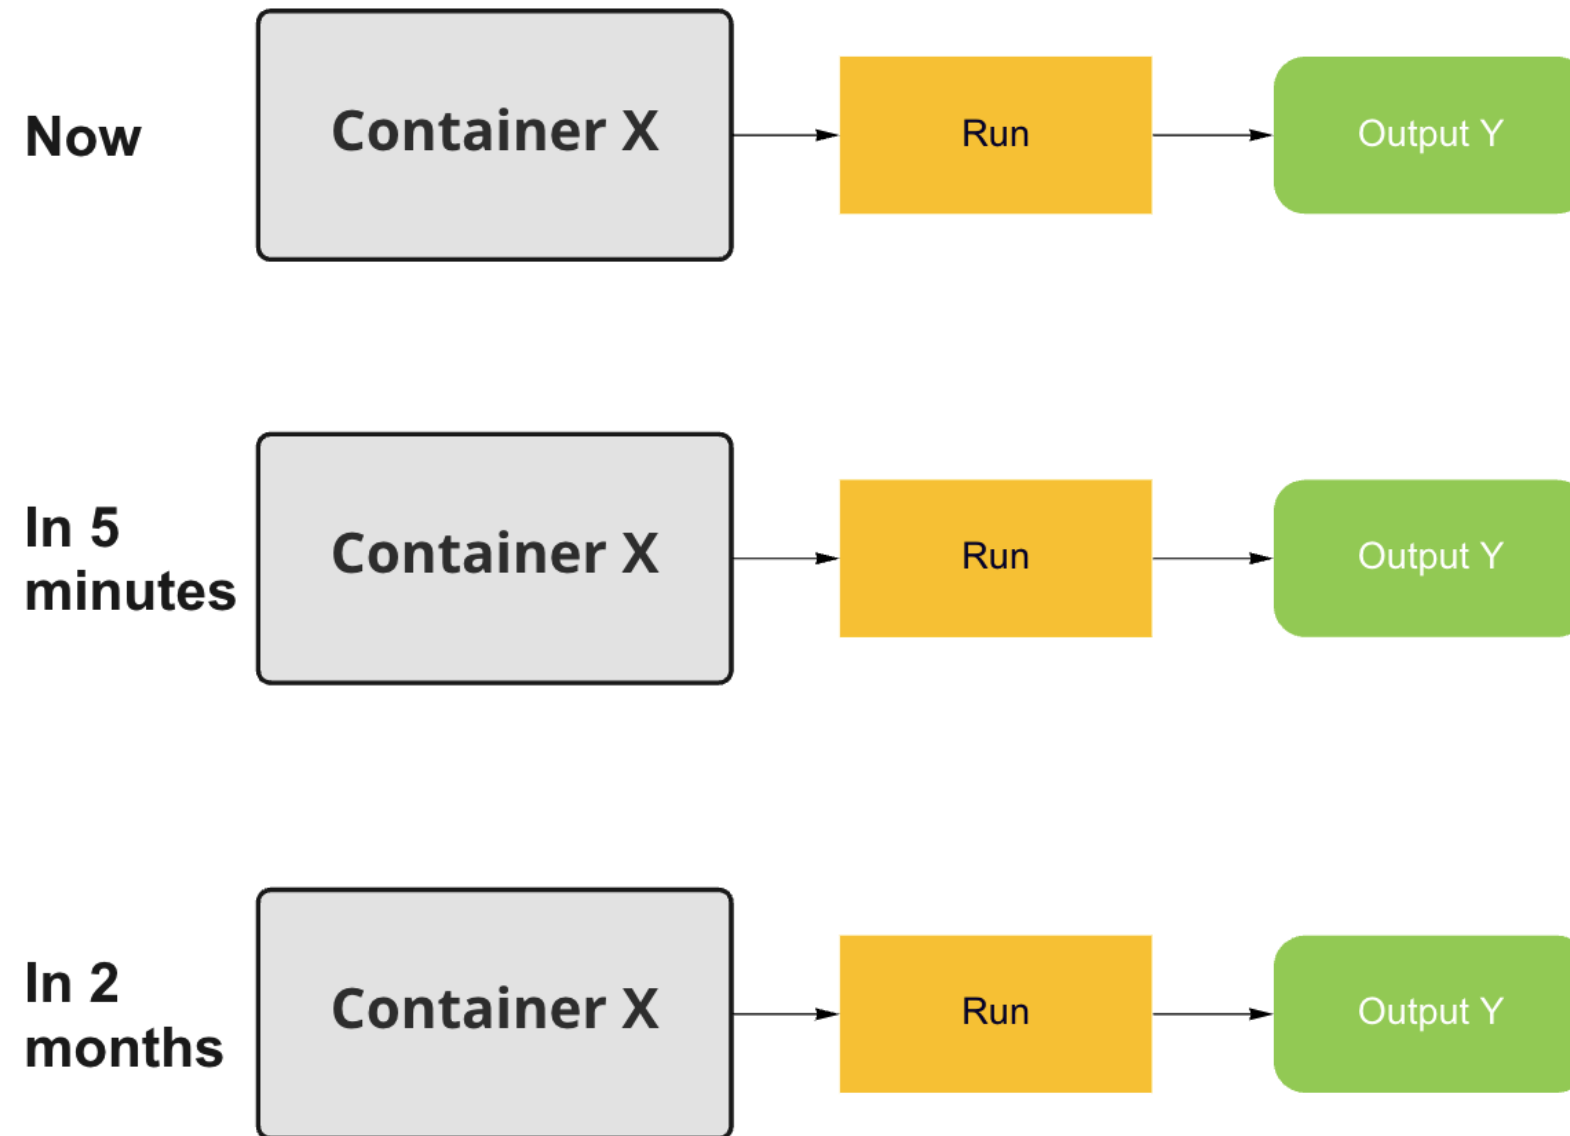 Now
Container X
Run
Output Y
In 5
minutes
Container X
Run
Output Y
In 2
months
Container X
Run
Output Y